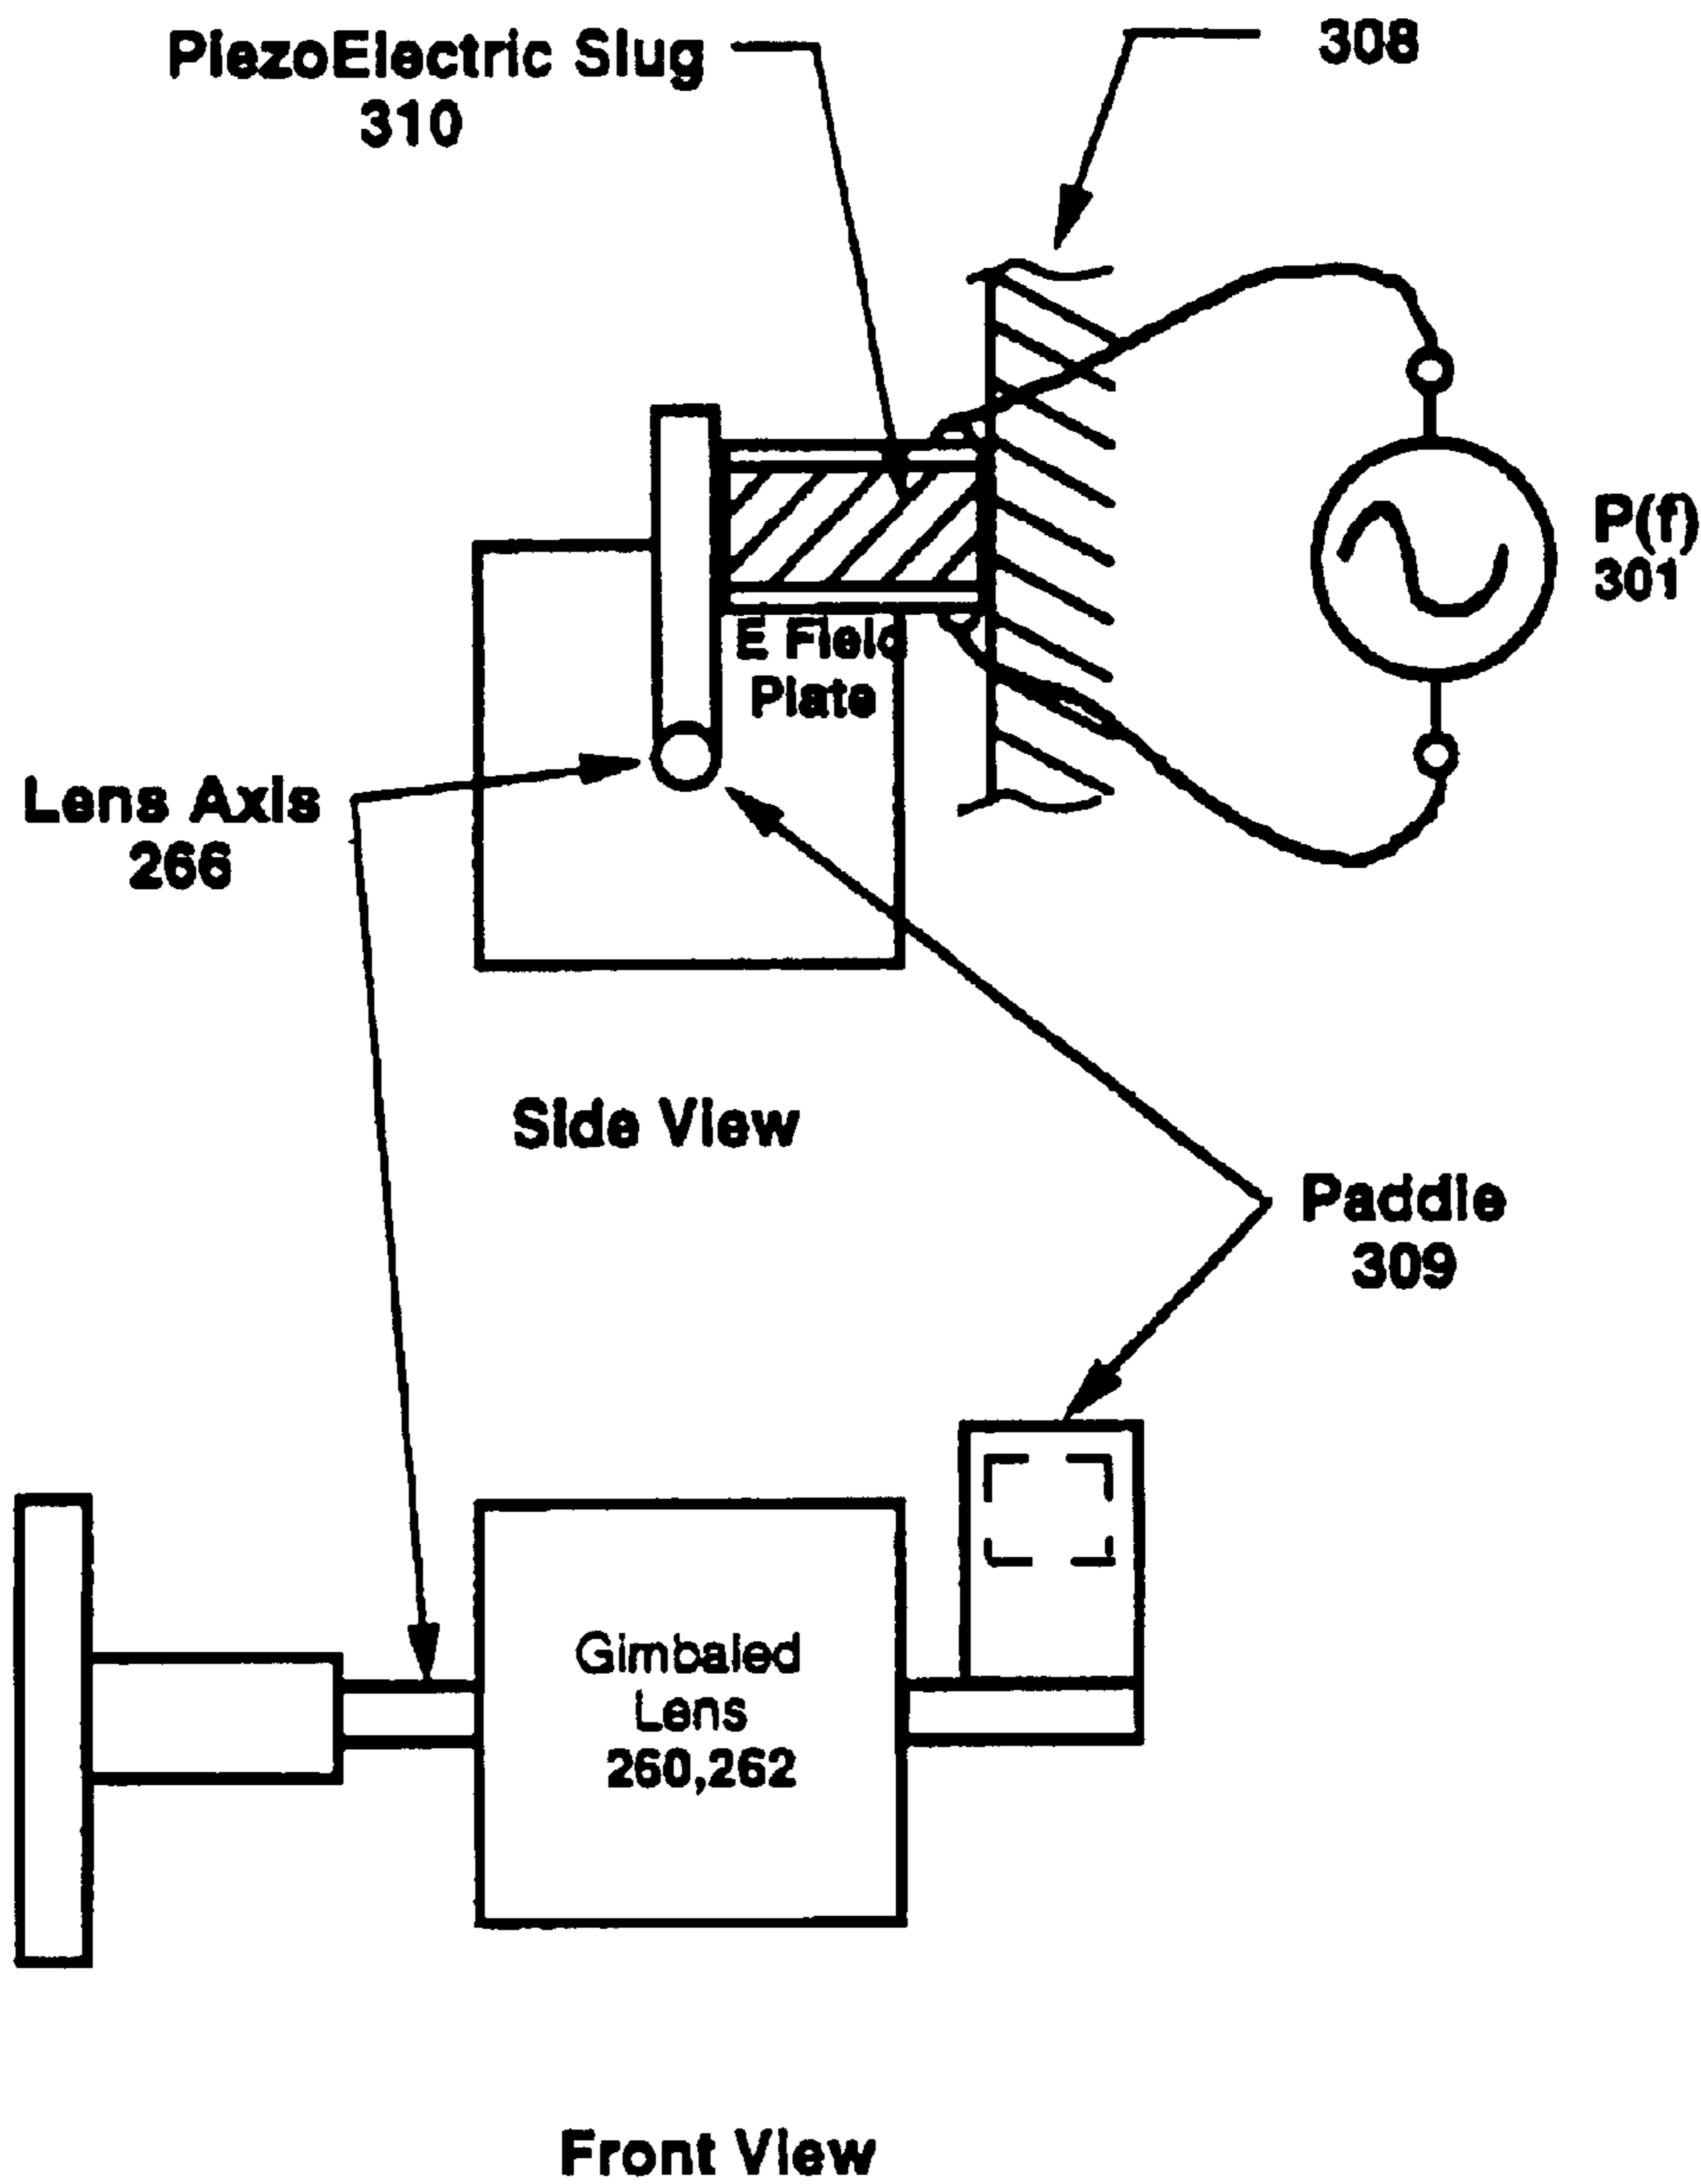 PiezoElectric Slug
310
308
P(f)
301
E Field
Plate
Lens Axis
266
Side View
Paddle
309
Gimbaled
Lens
260,262
Front View